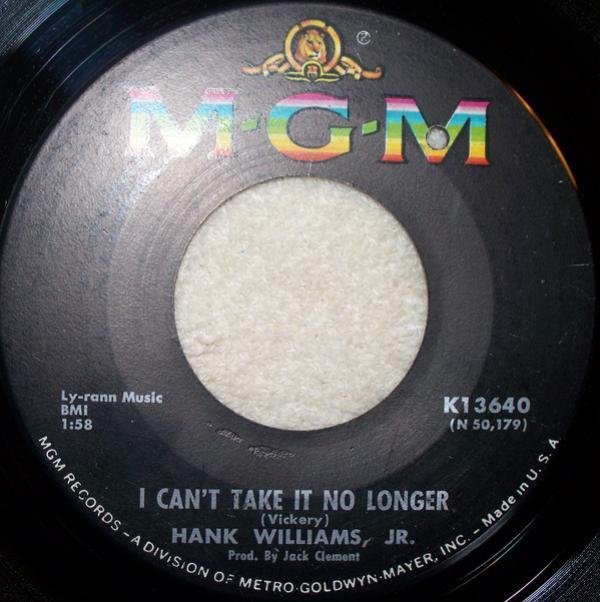 M-G-M
Ly-rann Music
BMI
1:58
K13640
(N 50,179)
I CAN'T TAKE IT NO LONGER
(Vickery)
HANK WILLIAMS, JR.
Prod. By Jack Clement
MGM RECORDS – A DIVISION OF METRO-GOLDWYN-MAYER, INC. – Made in U. S. A.